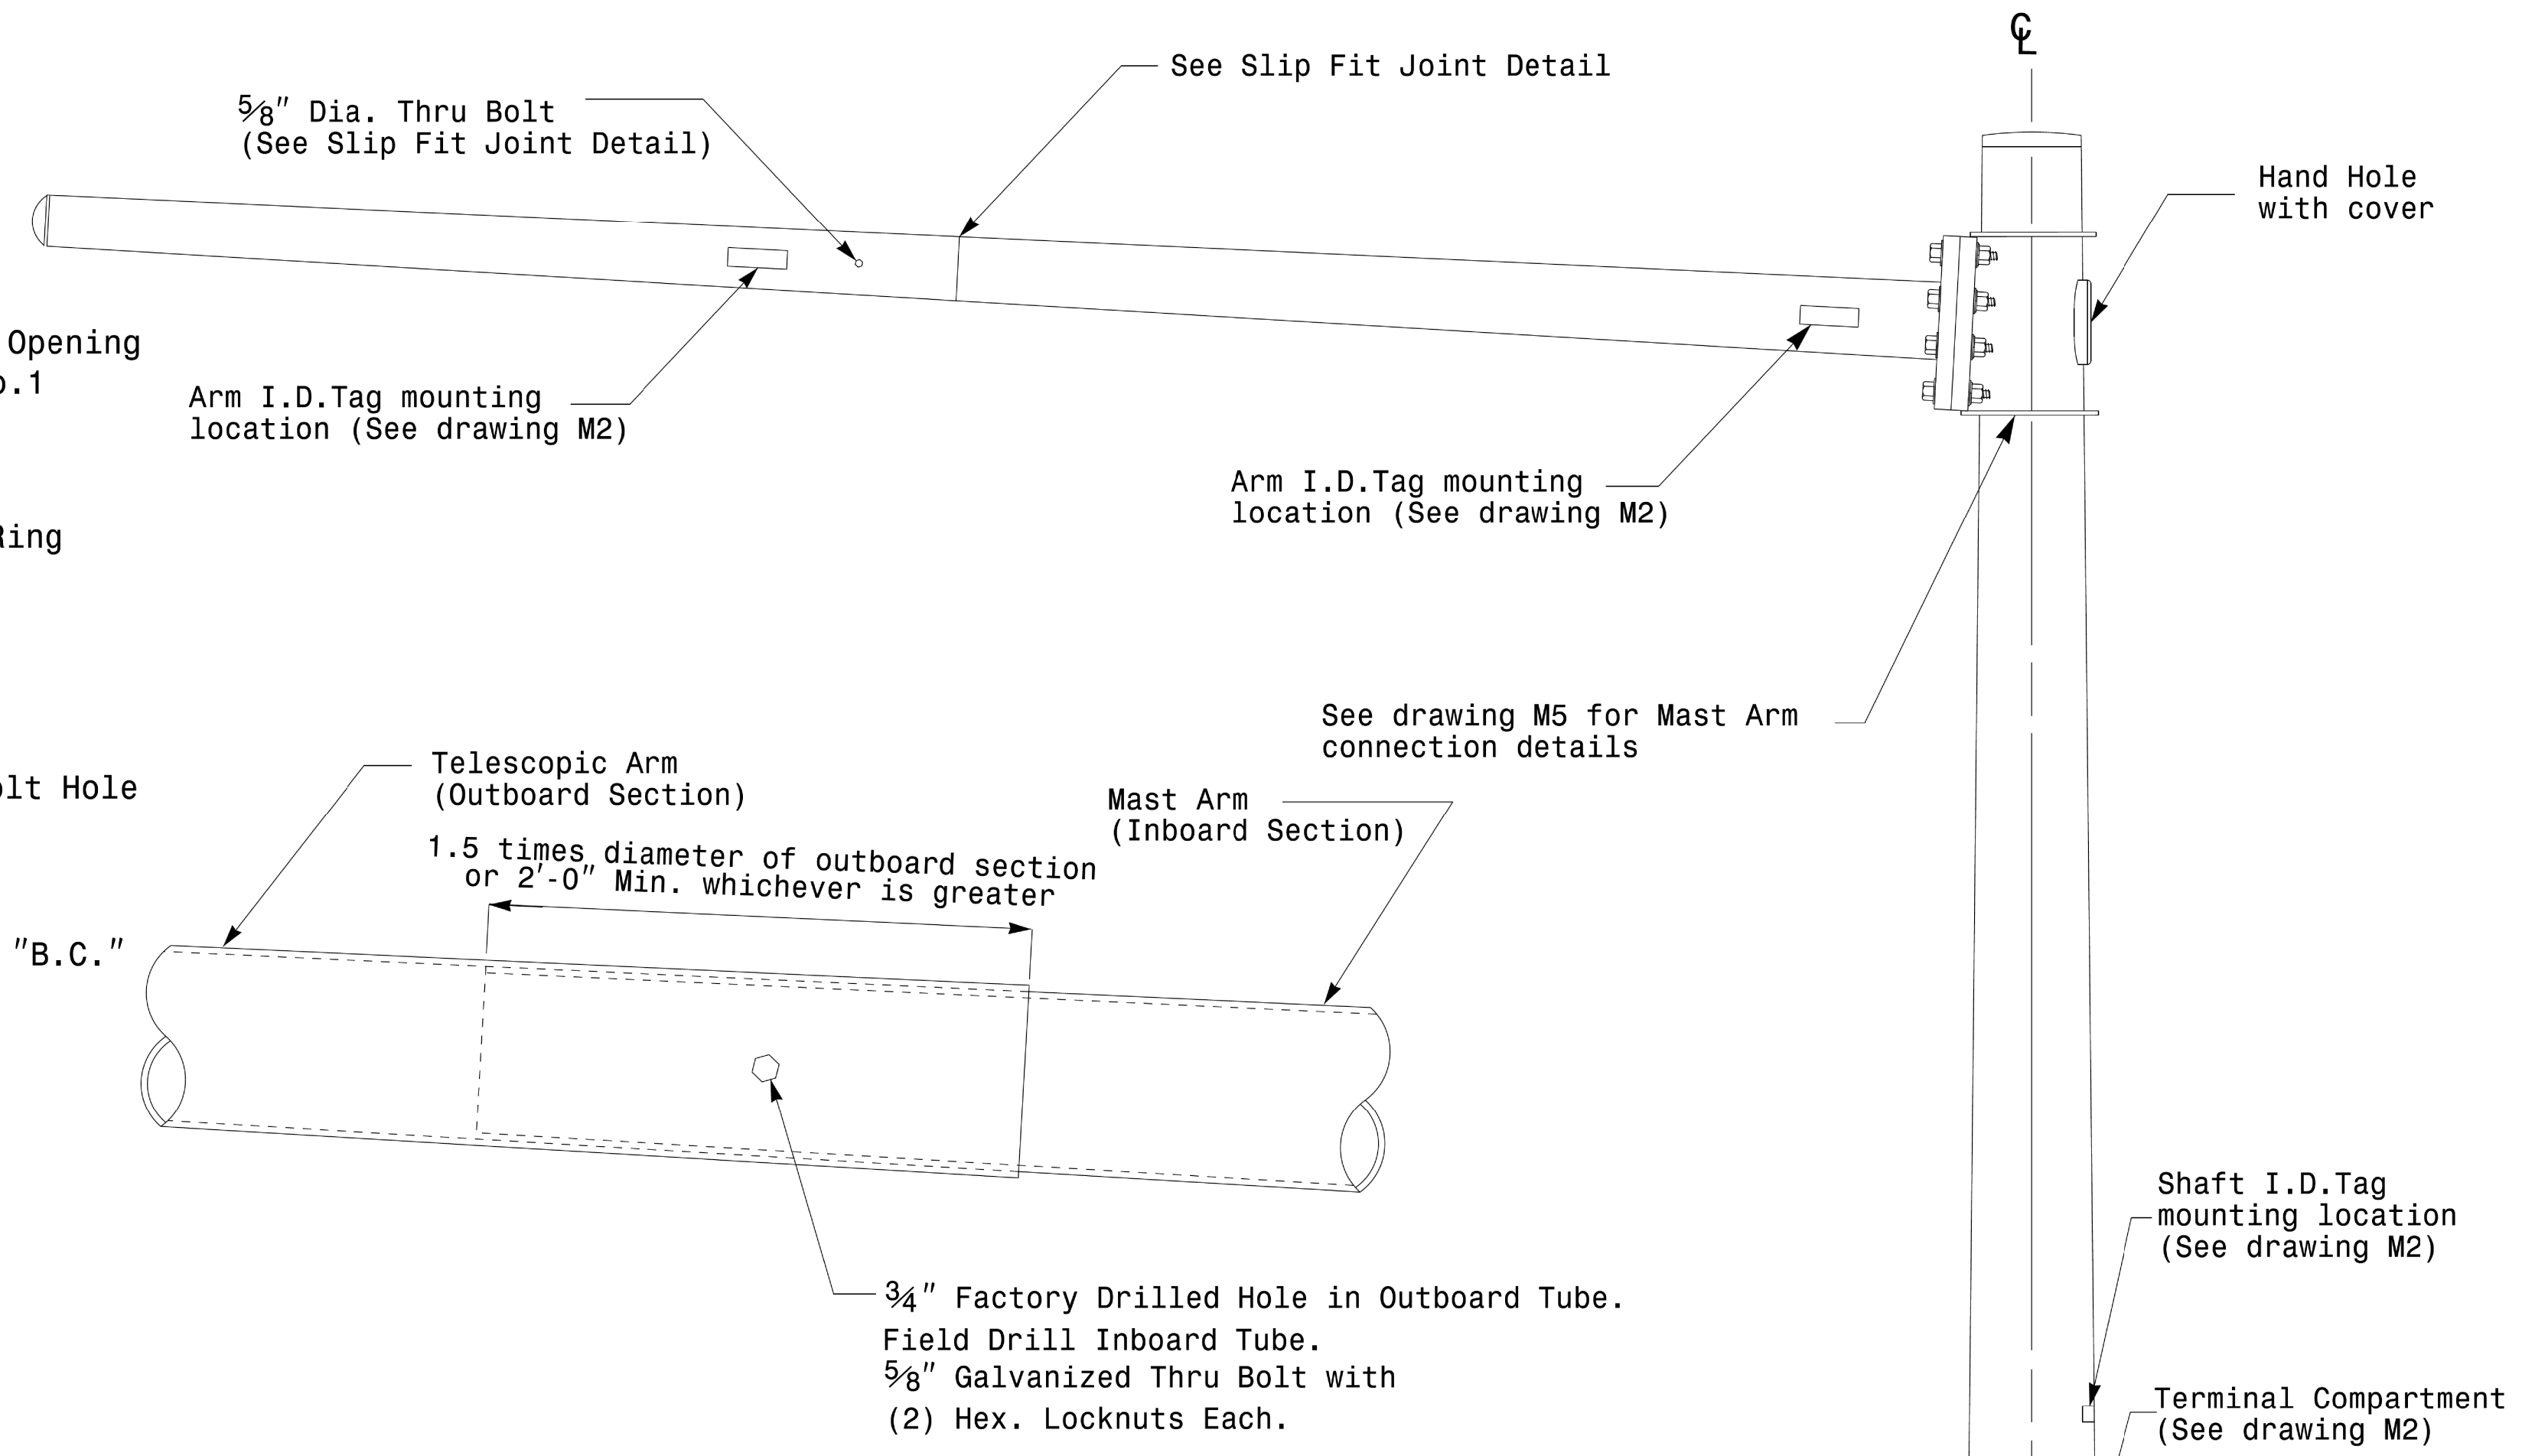 ℄
See Slip Fit Joint Detail
5/8" Dia. Thru Bolt
(See Slip Fit Joint Detail)
Hand Hole
with cover
Opening
.1
Arm I.D.Tag mounting
location (See drawing M2)
Arm I.D.Tag mounting
location (See drawing M2)
Ring
See drawing M5 for Mast Arm
connection details
Telescopic Arm
(Outboard Section)
Hole
Mast Arm
(Inboard Section)
1.5 times diameter of outboard section
or 2'-0" Min. whichever is greater
"B.C."
Shaft I.D.Tag
mounting location
(See drawing M2)
3/4" Factory Drilled Hole in Outboard Tube.
Field Drill Inboard Tube.
5/8" Galvanized Thru Bolt with
(2) Hex. Locknuts Each.
Terminal Compartment
(See drawing M2)